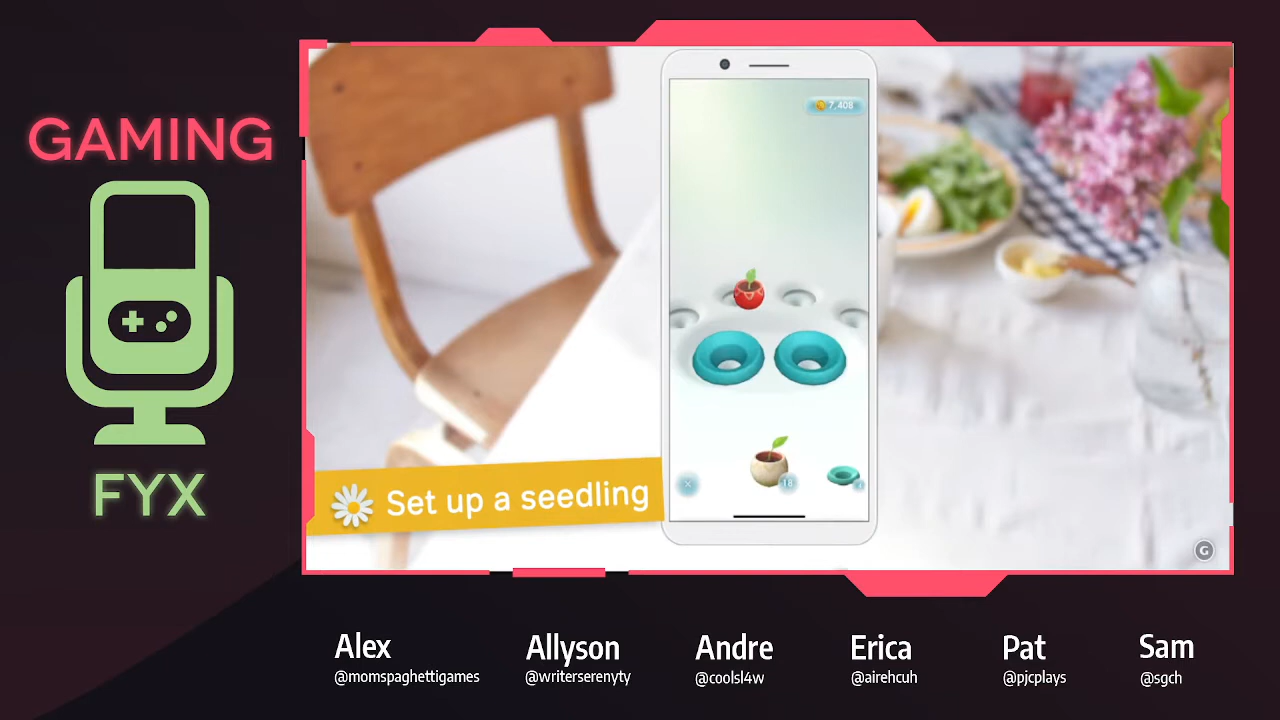 GAMING
FYX
7,408
18
Set up a seedling
G
Alex
@momspaghettigames
Allyson
@writerserenyty
Andre
@coolsl4w
Erica
@airehcuh
Pat
@pjcplays
Sam
@sgch